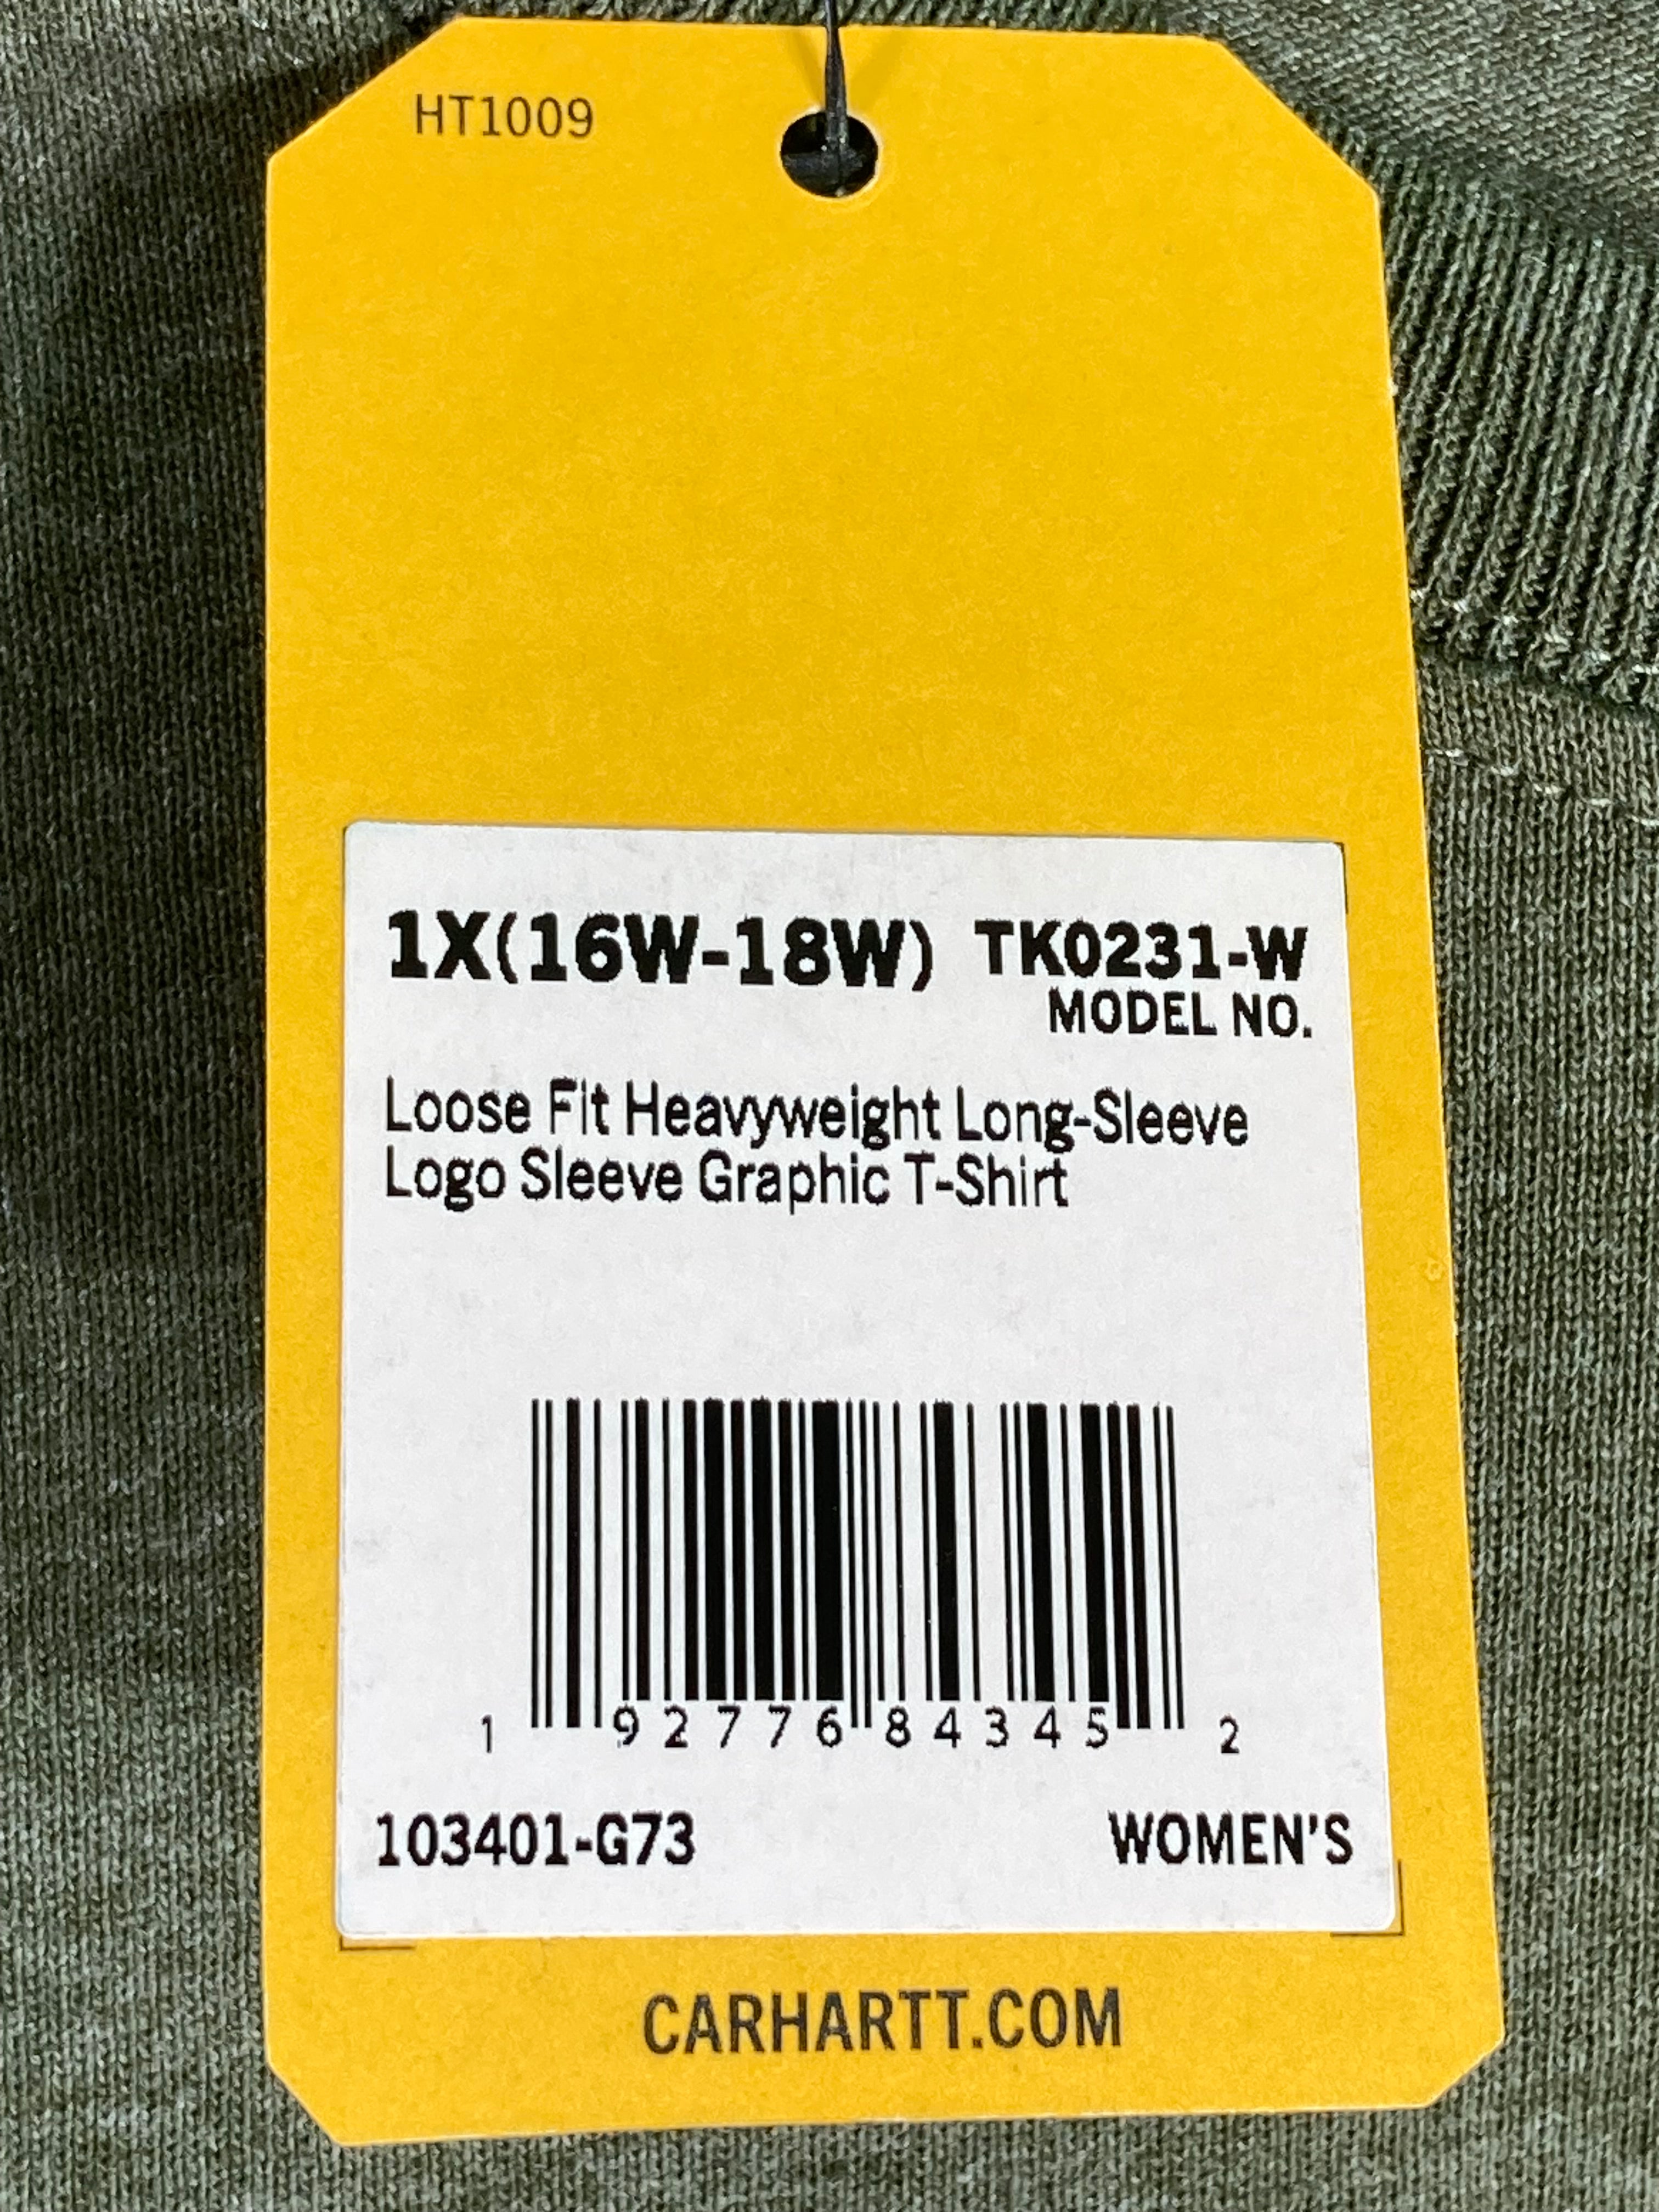 HT1009
1X(16W-18W) TK0231-W
MODEL NO.
Loose Fit Heavyweight Long-Sleeve
Logo Sleeve Graphic T-Shirt
1 92776 84345 2
103401-G73 WOMEN'S
CARHARTT.COM